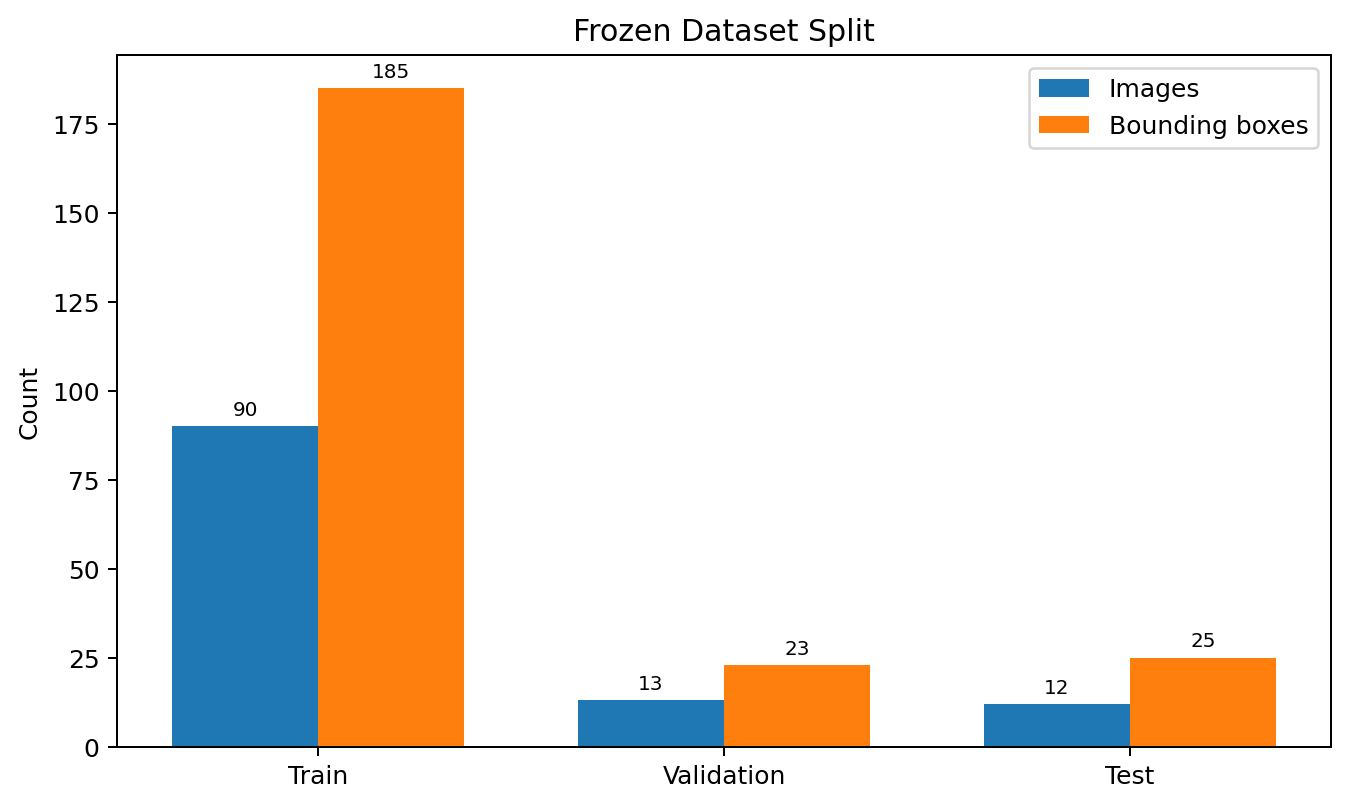 Frozen Dataset Split
Images
Bounding boxes
Count
175
150
125
100
75
50
25
0
185
90
13
23
12
25
Train
Validation
Test